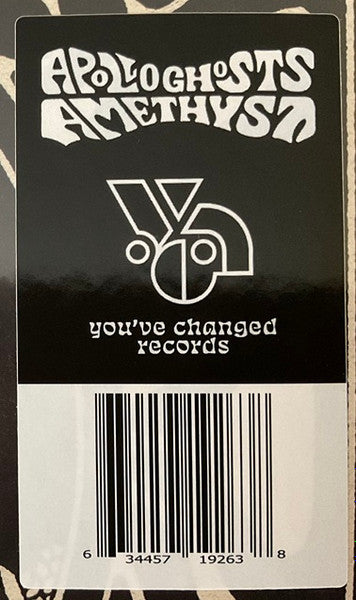 APOLLO GHOSTS
AMETHYST
you've changed
records
6 34457 19263 8